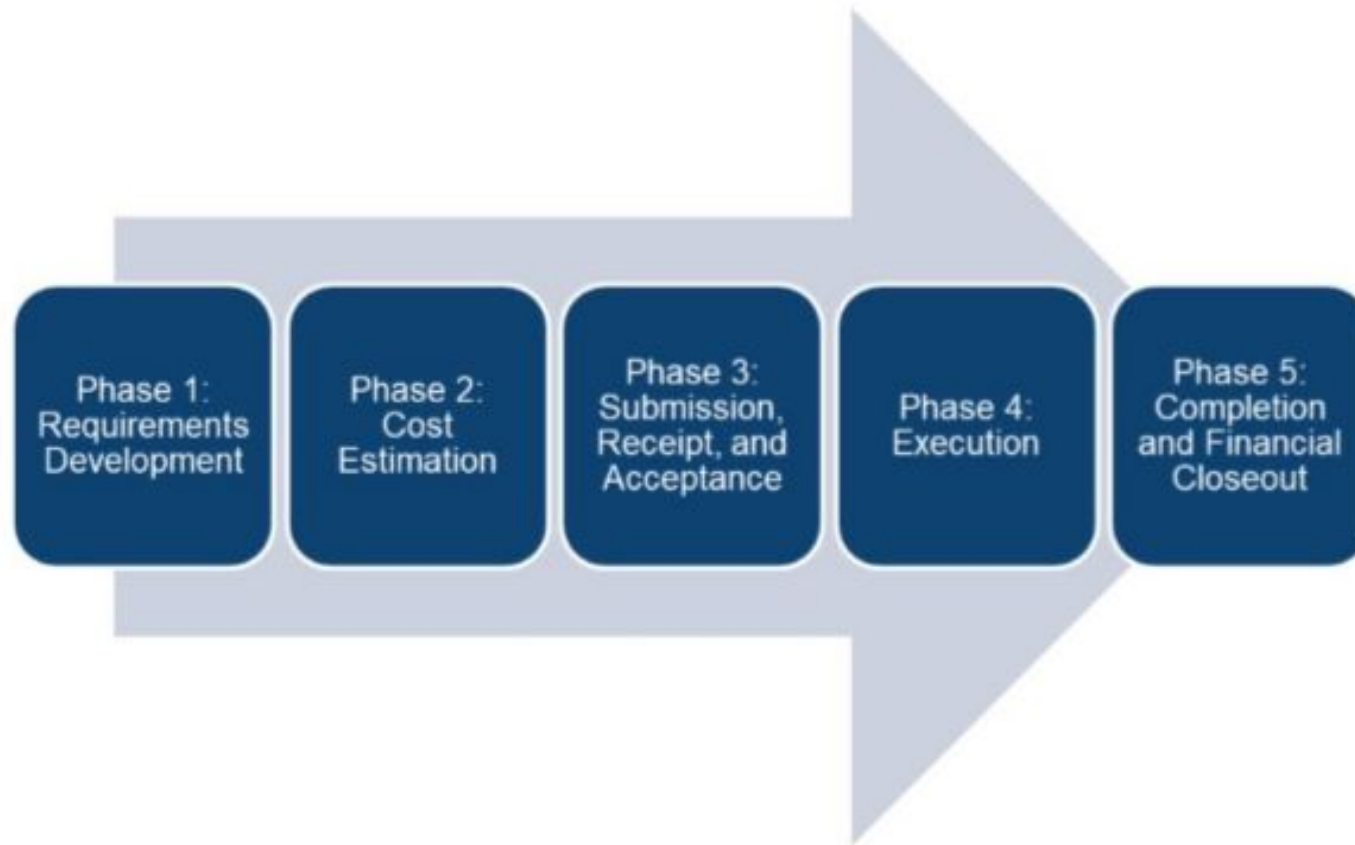 Phase 1:
Requirements
Development
Phase 2:
Cost
Estimation
Phase 3:
Submission,
Receipt, and
Acceptance
Phase 4:
Execution
Phase 5:
Completion
and Financial
Closeout